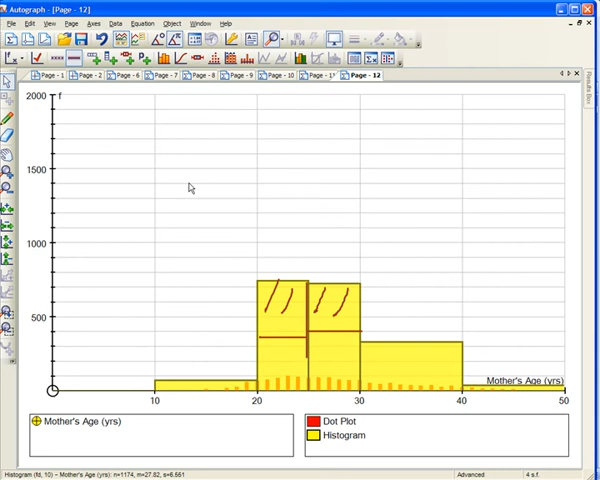 Autograph - [Page - 12]
File Edit View Page Axes Data Equation Object Window Help
Page - 1 Page - 2 Page - 6 Page - 7 Page - 8 Page - 9 Page - 10 Page - 11 Page - 12
Results Box
2000 f
1500
1000
500
Mother's Age (yrs)
10 20 30 40 50
Mother's Age (yrs)
Dot Plot
Histogram
Histogram (fd, 10) – Mother's Age (yrs): n=1174, m=27.82, s=6.551 Advanced 4 s.f.